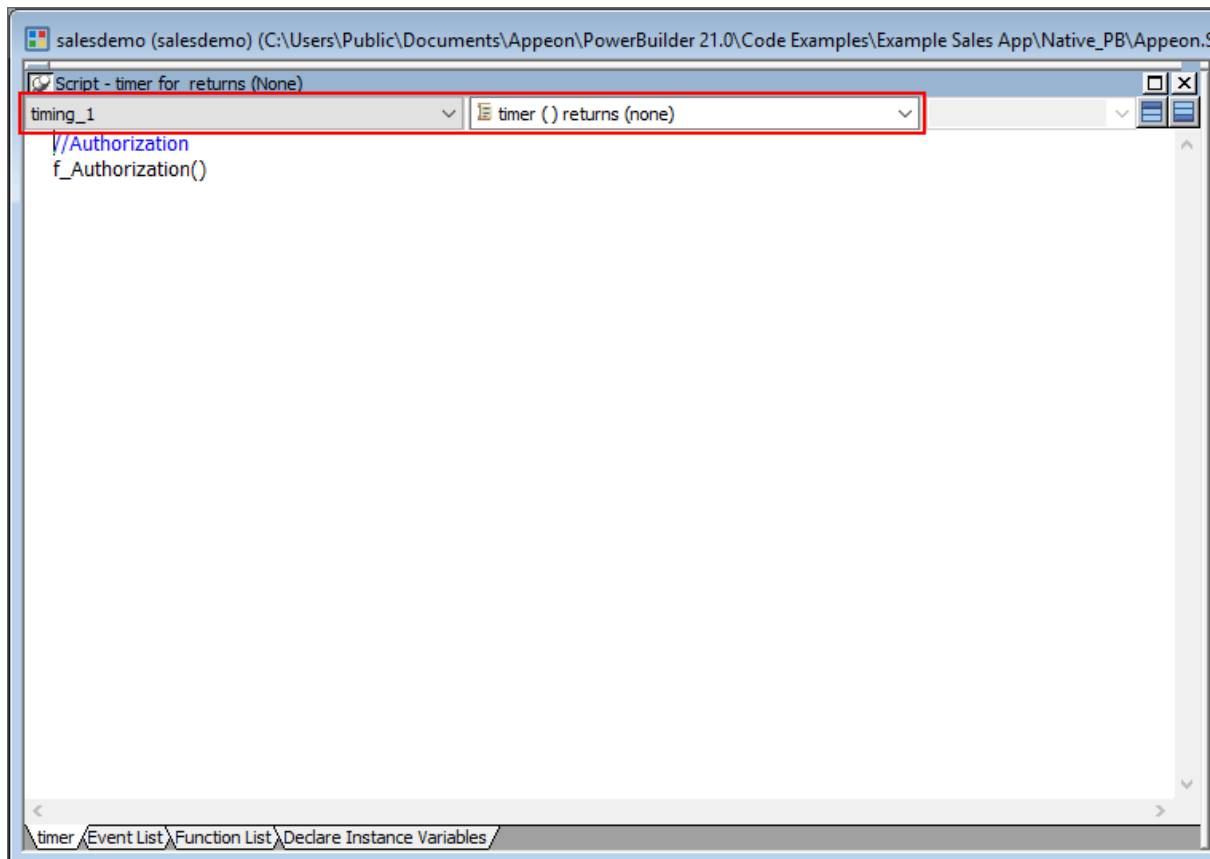 salesdemo (salesdemo) (C:\Users\Public\Documents\Appeon\PowerBuilder 21.0\Code Examples\Example Sales App\Native_PB\Appeon.S
Script - timer for  returns (None)
timing_1 timer ( ) returns (none)
//Authorization
f_Authorization()
timer Event List Function List Declare Instance Variables